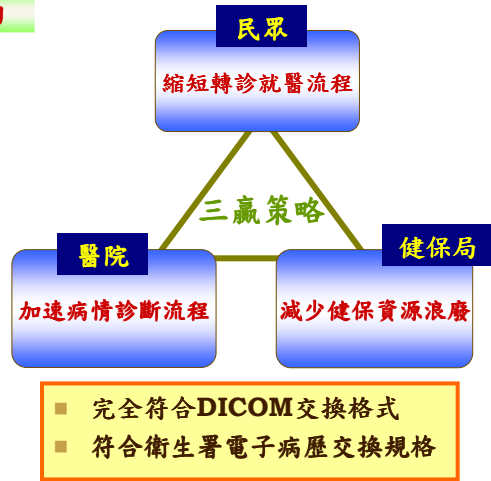 民眾
縮短轉診就醫流程
三贏策略
醫院
加速病情診斷流程
健保局
減少健保資源浪廢
完全符合DICOM交換格式
符合衛生署電子病歷交換規格